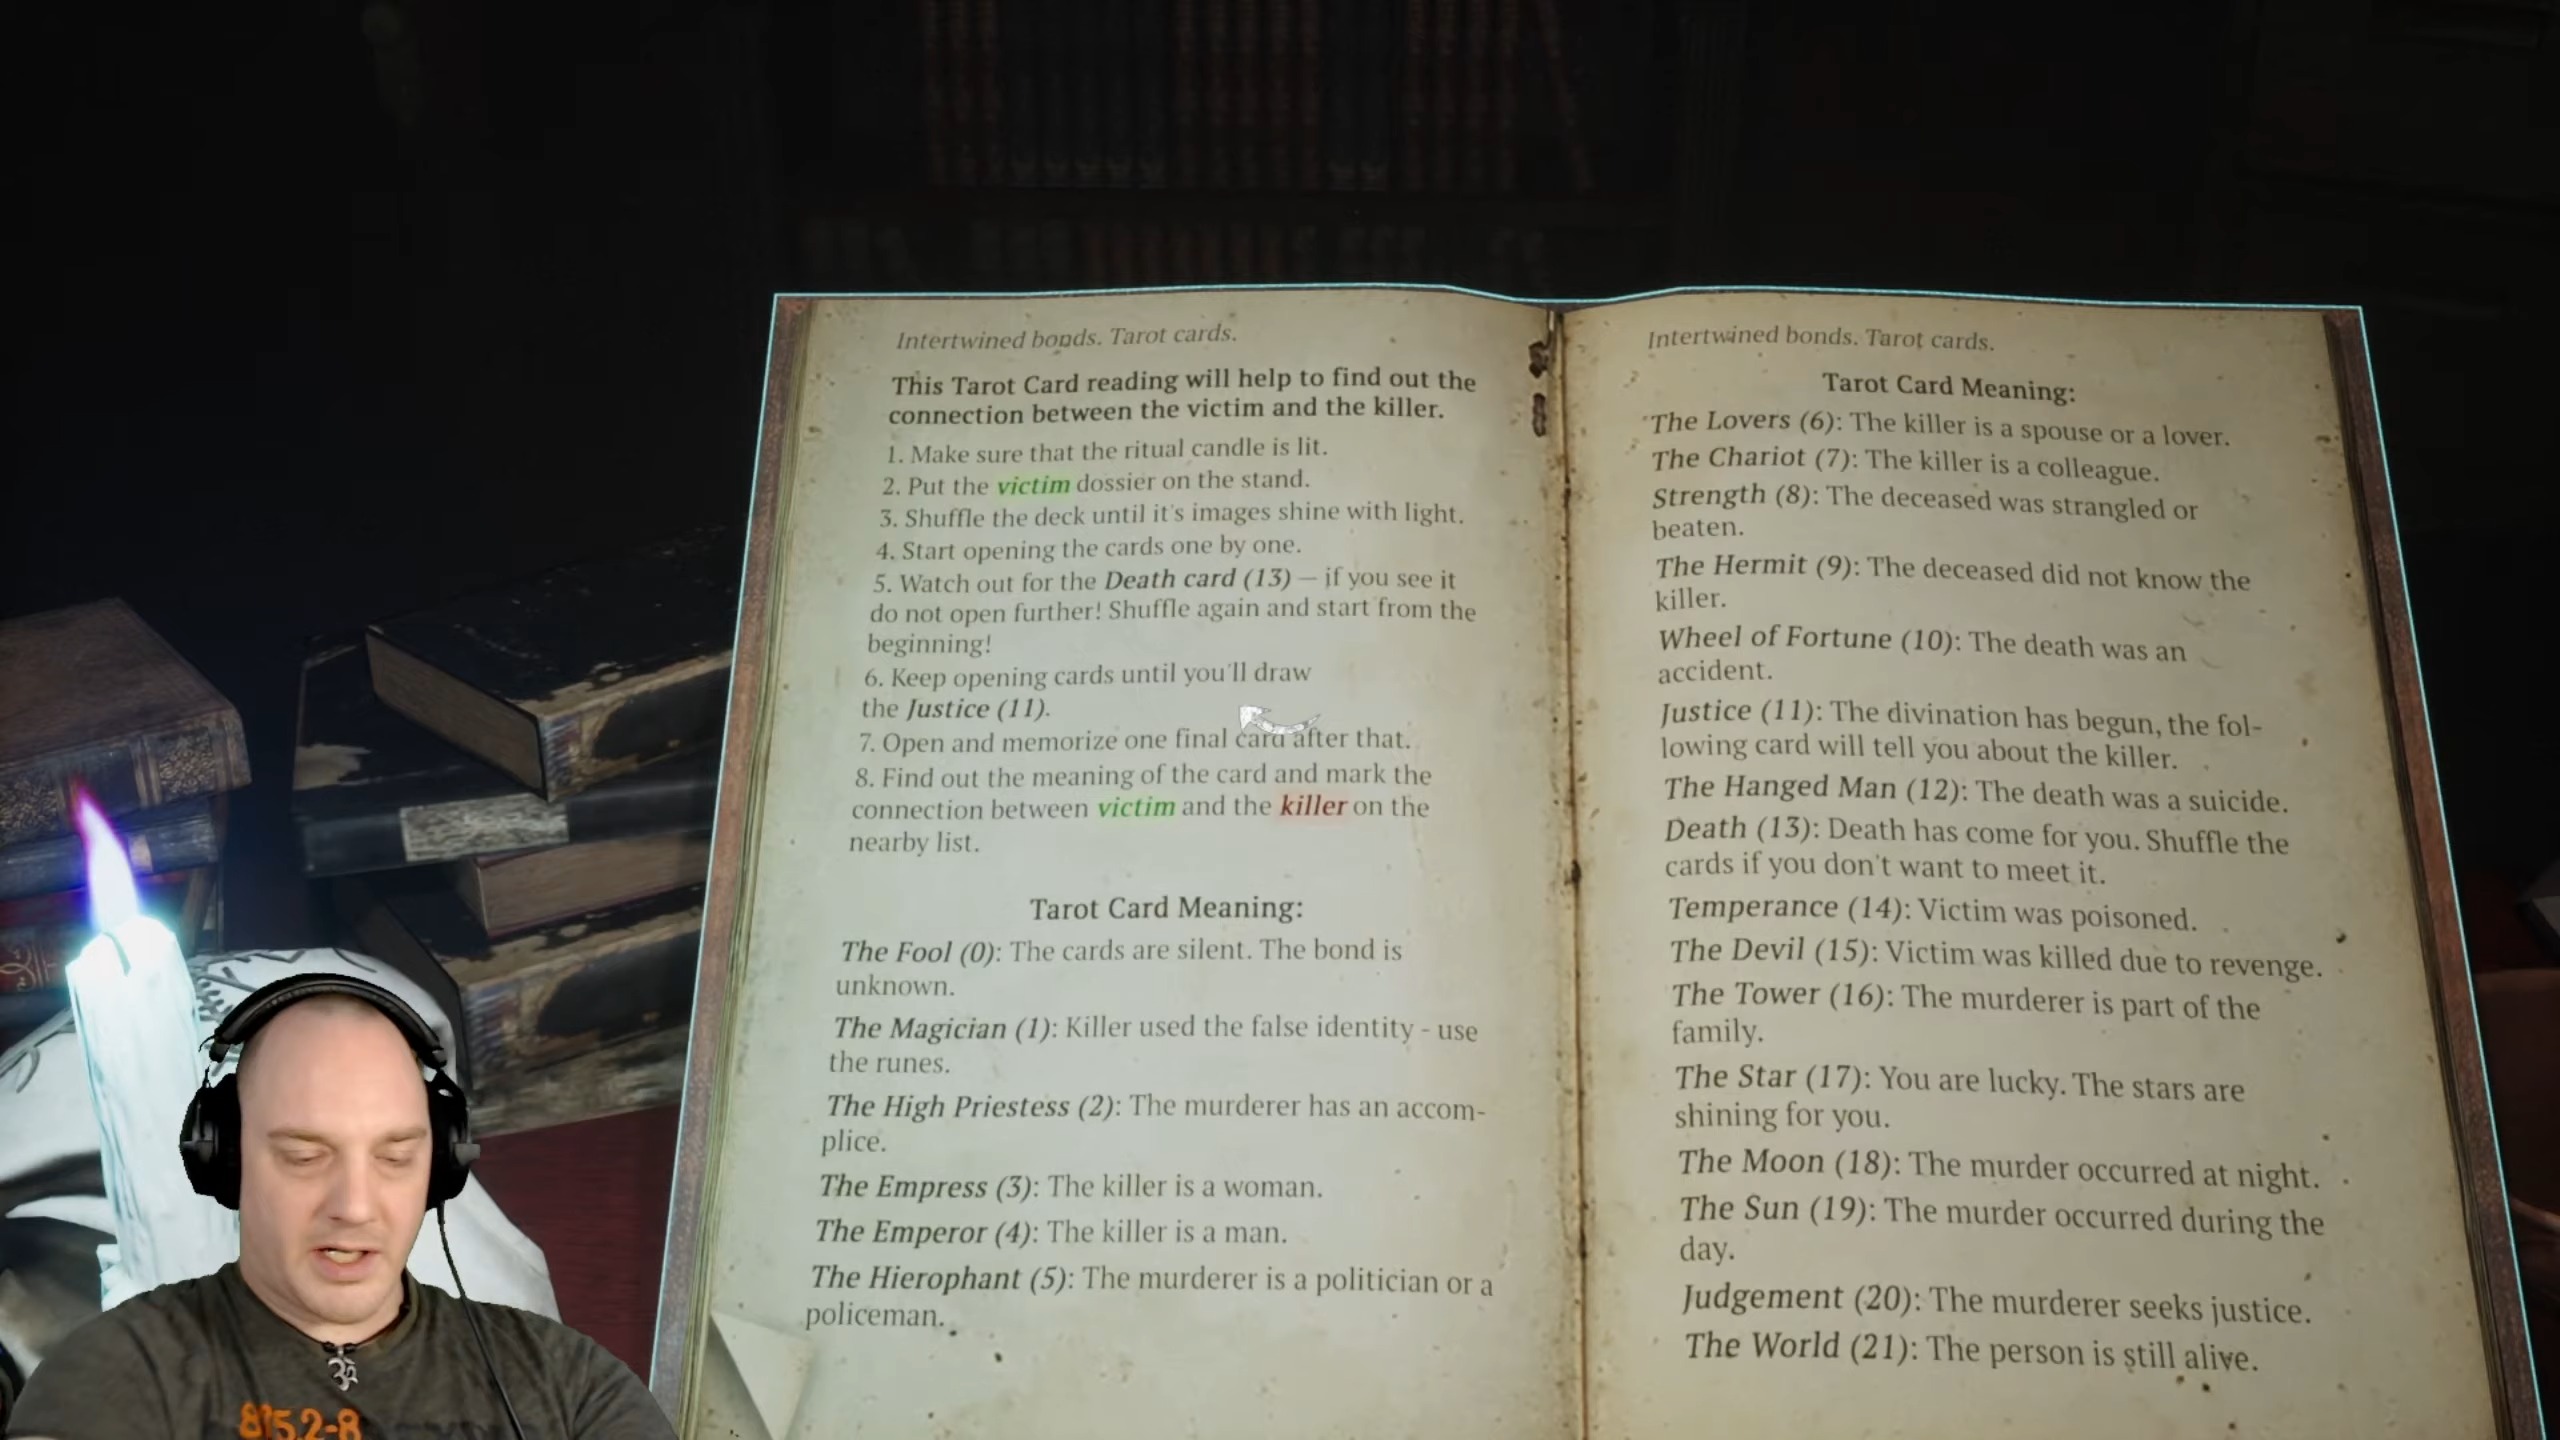 Intertwined bonds. Tarot cards.
This Tarot Card reading will help to find out the
connection between the victim and the killer.
1. Make sure that the ritual candle is lit.
2. Put the victim dossier on the stand.
3. Shuffle the deck until it's images shine with light.
4. Start opening the cards one by one.
5. Watch out for the Death card (13) — if you see it
do not open further! Shuffle again and start from the
beginning!
6. Keep opening cards until you'll draw
the Justice (11).
7. Open and memorize one final card after that.
8. Find out the meaning of the card and mark the
connection between victim and the killer on the
nearby list.
Tarot Card Meaning:
The Fool (0): The cards are silent. The bond is
unknown.
The Magician (1): Killer used the false identity - use
the runes.
The High Priestess (2): The murderer has an accom-
plice.
The Empress (3): The killer is a woman.
The Emperor (4): The killer is a man.
The Hierophant (5): The murderer is a politician or a
policeman.
Intertwined bonds. Tarot cards.
Tarot Card Meaning:
The Lovers (6): The killer is a spouse or a lover.
The Chariot (7): The killer is a colleague.
Strength (8): The deceased was strangled or
beaten.
The Hermit (9): The deceased did not know the
killer.
Wheel of Fortune (10): The death was an
accident.
Justice (11): The divination has begun, the fol-
lowing card will tell you about the killer.
The Hanged Man (12): The death was a suicide.
Death (13): Death has come for you. Shuffle the
cards if you don't want to meet it.
Temperance (14): Victim was poisoned.
The Devil (15): Victim was killed due to revenge.
The Tower (16): The murderer is part of the
family.
The Star (17): You are lucky. The stars are
shining for you.
The Moon (18): The murder occurred at night.
The Sun (19): The murder occurred during the
day.
Judgement (20): The murderer seeks justice.
The World (21): The person is still alive.
ॐ